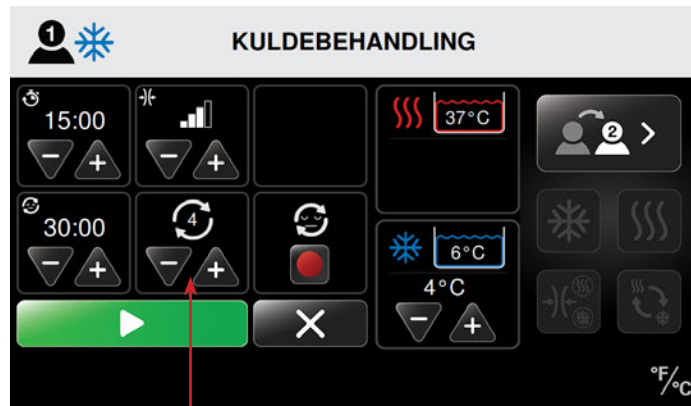 1 KULDEBEHANDLING
15:00
37°C
2
30:00
4
6°C
4°C
°F/°C